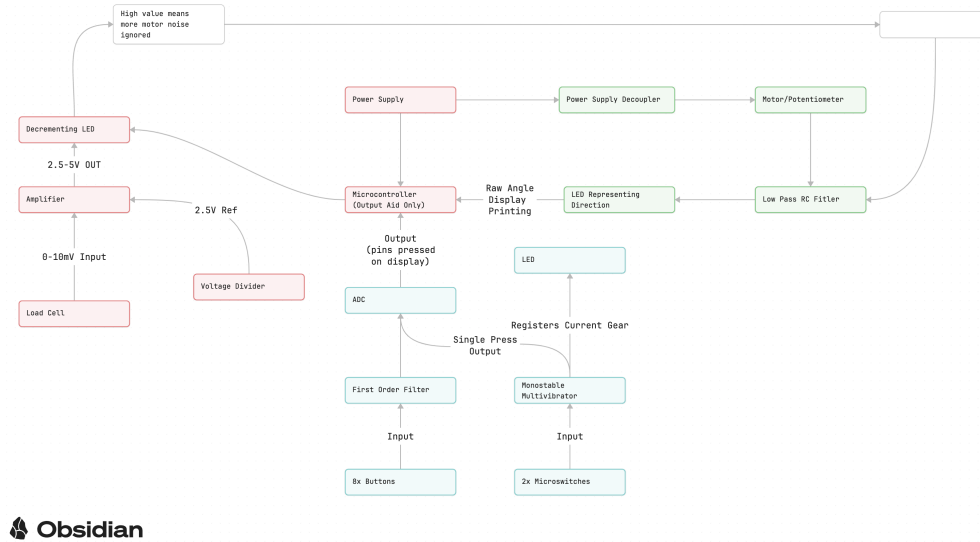 High value means
more motor noise
ignored
Power Supply
Power Supply Decoupler
Motor/Potentiometer
Decrementing LED
2.5-5V OUT
Amplifier
2.5V Ref
Microcontroller
(Output Aid Only)
Raw Angle
Display
Printing
LED Representing
Direction
Low Pass RC Fitler
Output
(pins pressed
on display)
0-10mV Input
LED
Voltage Divider
ADC
Load Cell
Registers Current Gear
Single Press
Output
First Order Filter
Monostable
Multivibrator
Input
Input
8x Buttons
2x Microswitches
Obsidian